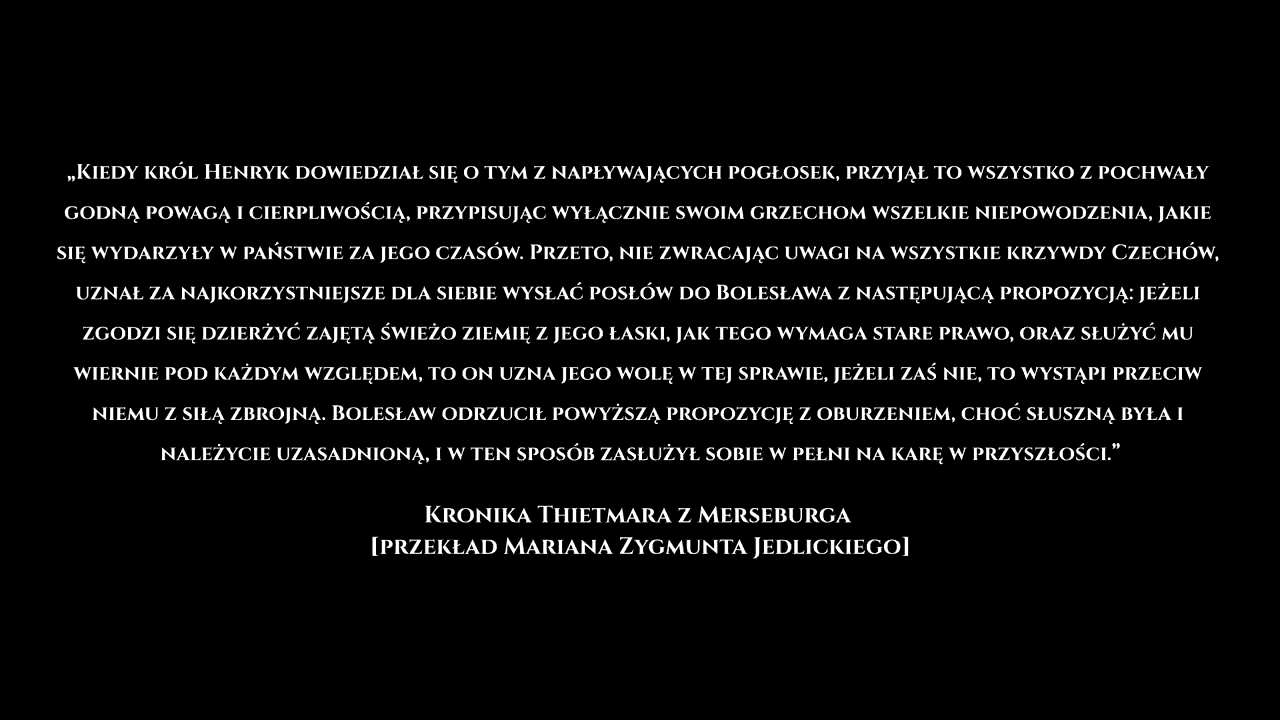 „Kiedy król Henryk dowiedział się o tym z napływających pogłosek, przyjął to wszystko z pochwały
godną powagą i cierpliwością, przypisując wyłącznie swoim grzechom wszelkie niepowodzenia, jakie
się wydarzyły w państwie za jego czasów. Przeto, nie zwracając uwagi na wszystkie krzywdy Czechów,
uznał za najkorzystniejsze dla siebie wysłać posłów do Bolesława z następującą propozycją: jeżeli
zgodzi się dzierżyć zajętą świeżo ziemię z jego łaski, jak tego wymaga stare prawo, oraz służyć mu
wiernie pod każdym względem, to on uzna jego wolę w tej sprawie, jeżeli zaś nie, to wystąpi przeciw
niemu z siłą zbrojną. Bolesław odrzucił powyższą propozycję z oburzeniem, choć słuszną była i
należycie uzasadnioną, i w ten sposób zasłużył sobie w pełni na karę w przyszłości.”
Kronika Thietmara z Merseburga
[przekład Mariana Zygmunta Jedlickiego]